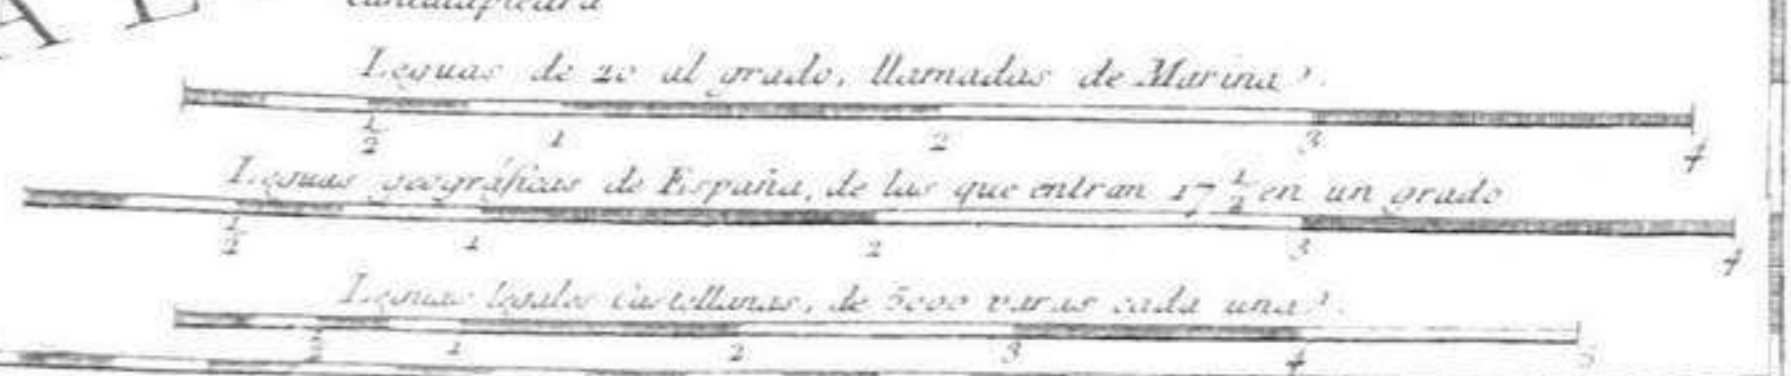 Leguas de 20 al grado, llamadas de Marina
1/2 1 2 3 4
Leguas geográficas de España, de las que entran 17 1/2 en un grado
1/2 1 2 3 4
Leguas legales Castellanas, de 5000 varas cada una
1/2 1 2 3 4 5